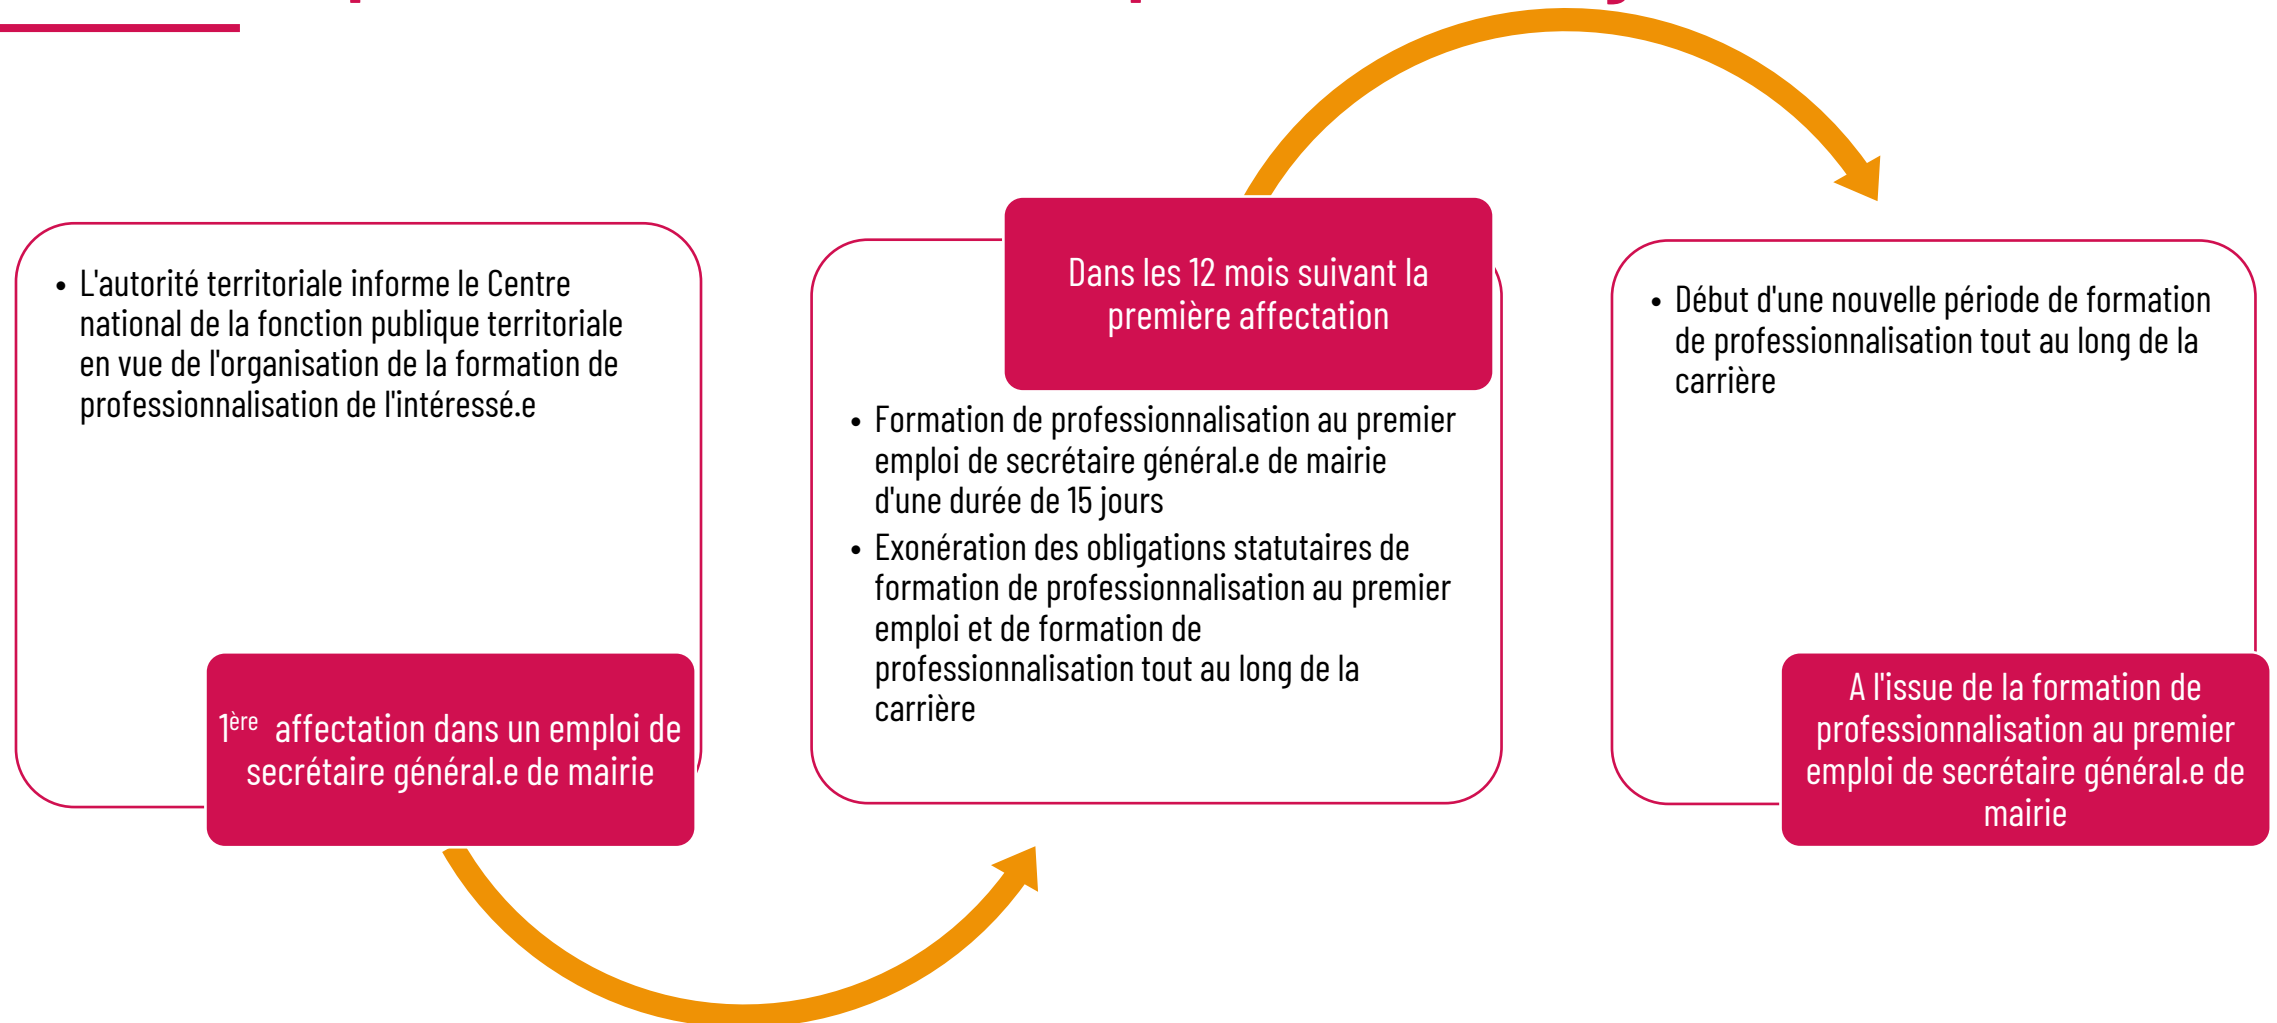 • L'autorité territoriale informe le Centre
national de la fonction publique territoriale
en vue de l'organisation de la formation de
professionnalisation de l'intéressé.e
1ère affectation dans un emploi de
secrétaire général.e de mairie
Dans les 12 mois suivant la
première affectation
• Formation de professionnalisation au premier
emploi de secrétaire général.e de mairie
d'une durée de 15 jours
• Exonération des obligations statutaires de
formation de professionnalisation au premier
emploi et de formation de
professionnalisation tout au long de la
carrière
• Début d'une nouvelle période de formation
de professionnalisation tout au long de la
carrière
A l'issue de la formation de
professionnalisation au premier
emploi de secrétaire général.e de
mairie